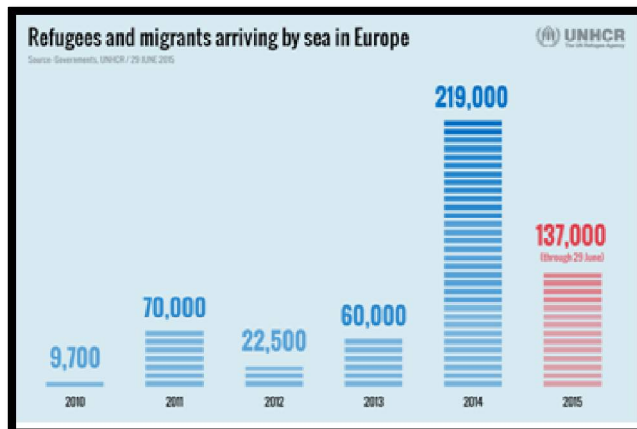 Refugees and migrants arriving by sea in Europe
Source: Governments, UNHCR / 29 JUNE 2015
UNHCR
The UN Refugee Agency
219,000
137,000
(through 29 June)
70,000
60,000
22,500
9,700
2010 2011 2012 2013 2014 2015